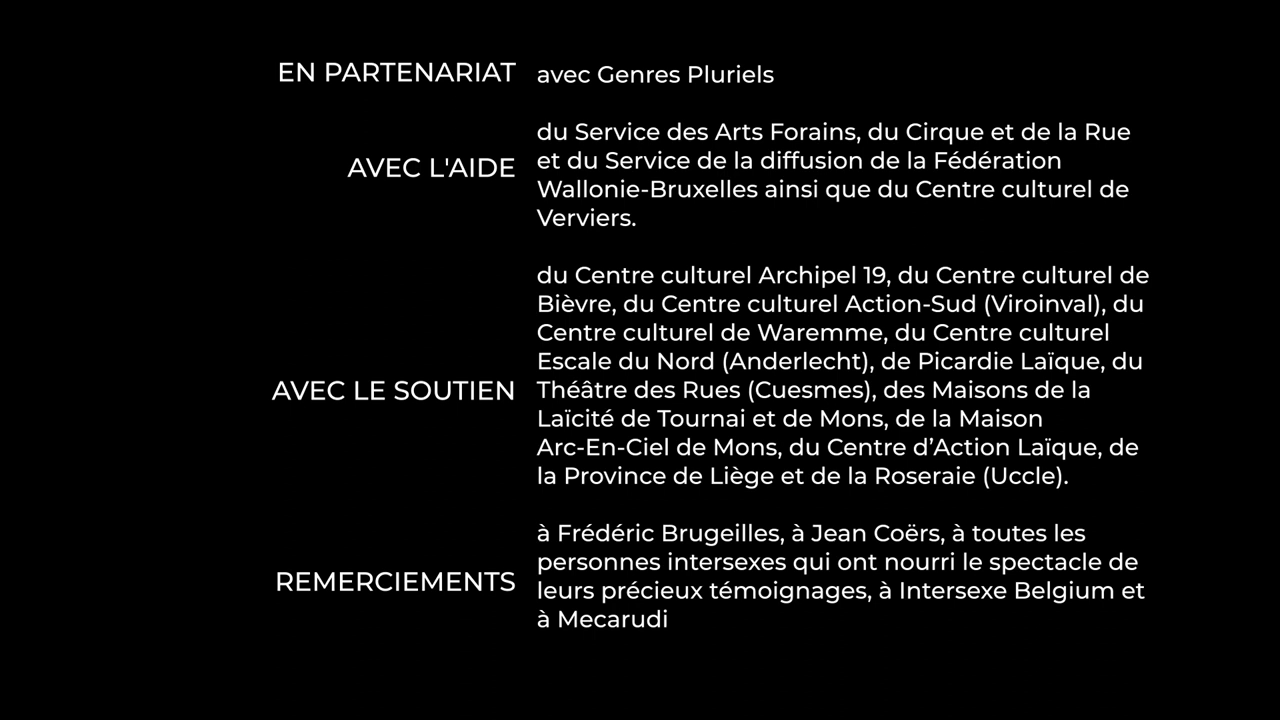 EN PARTENARIAT avec Genres Pluriels
AVEC L'AIDE
du Service des Arts Forains, du Cirque et de la Rue
et du Service de la diffusion de la Fédération
Wallonie-Bruxelles ainsi que du Centre culturel de
Verviers.
AVEC LE SOUTIEN
du Centre culturel Archipel 19, du Centre culturel de
Bièvre, du Centre culturel Action-Sud (Viroinval), du
Centre culturel de Waremme, du Centre culturel
Escale du Nord (Anderlecht), de Picardie Laïque, du
Théâtre des Rues (Cuesmes), des Maisons de la
Laïcité de Tournai et de Mons, de la Maison
Arc-En-Ciel de Mons, du Centre d’Action Laïque, de
la Province de Liège et de la Roseraie (Uccle).
REMERCIEMENTS
à Frédéric Brugeilles, à Jean Coërs, à toutes les
personnes intersexes qui ont nourri le spectacle de
leurs précieux témoignages, à Intersexe Belgium et
à Mecarudi